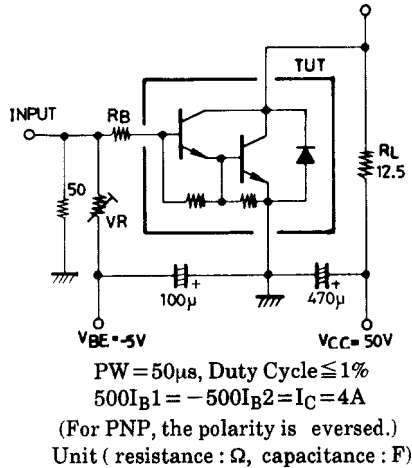 TUT
INPUT
RB
50
VR
RL
12.5
100μ
+
470μ
+
VBE=-5V
VCC=50V
PW=50μs, Duty Cycle≦1%
500IB1=-500IB2=IC=4A
(For PNP, the polarity is eversed.)
Unit ( resistance : Ω, capacitance : F)